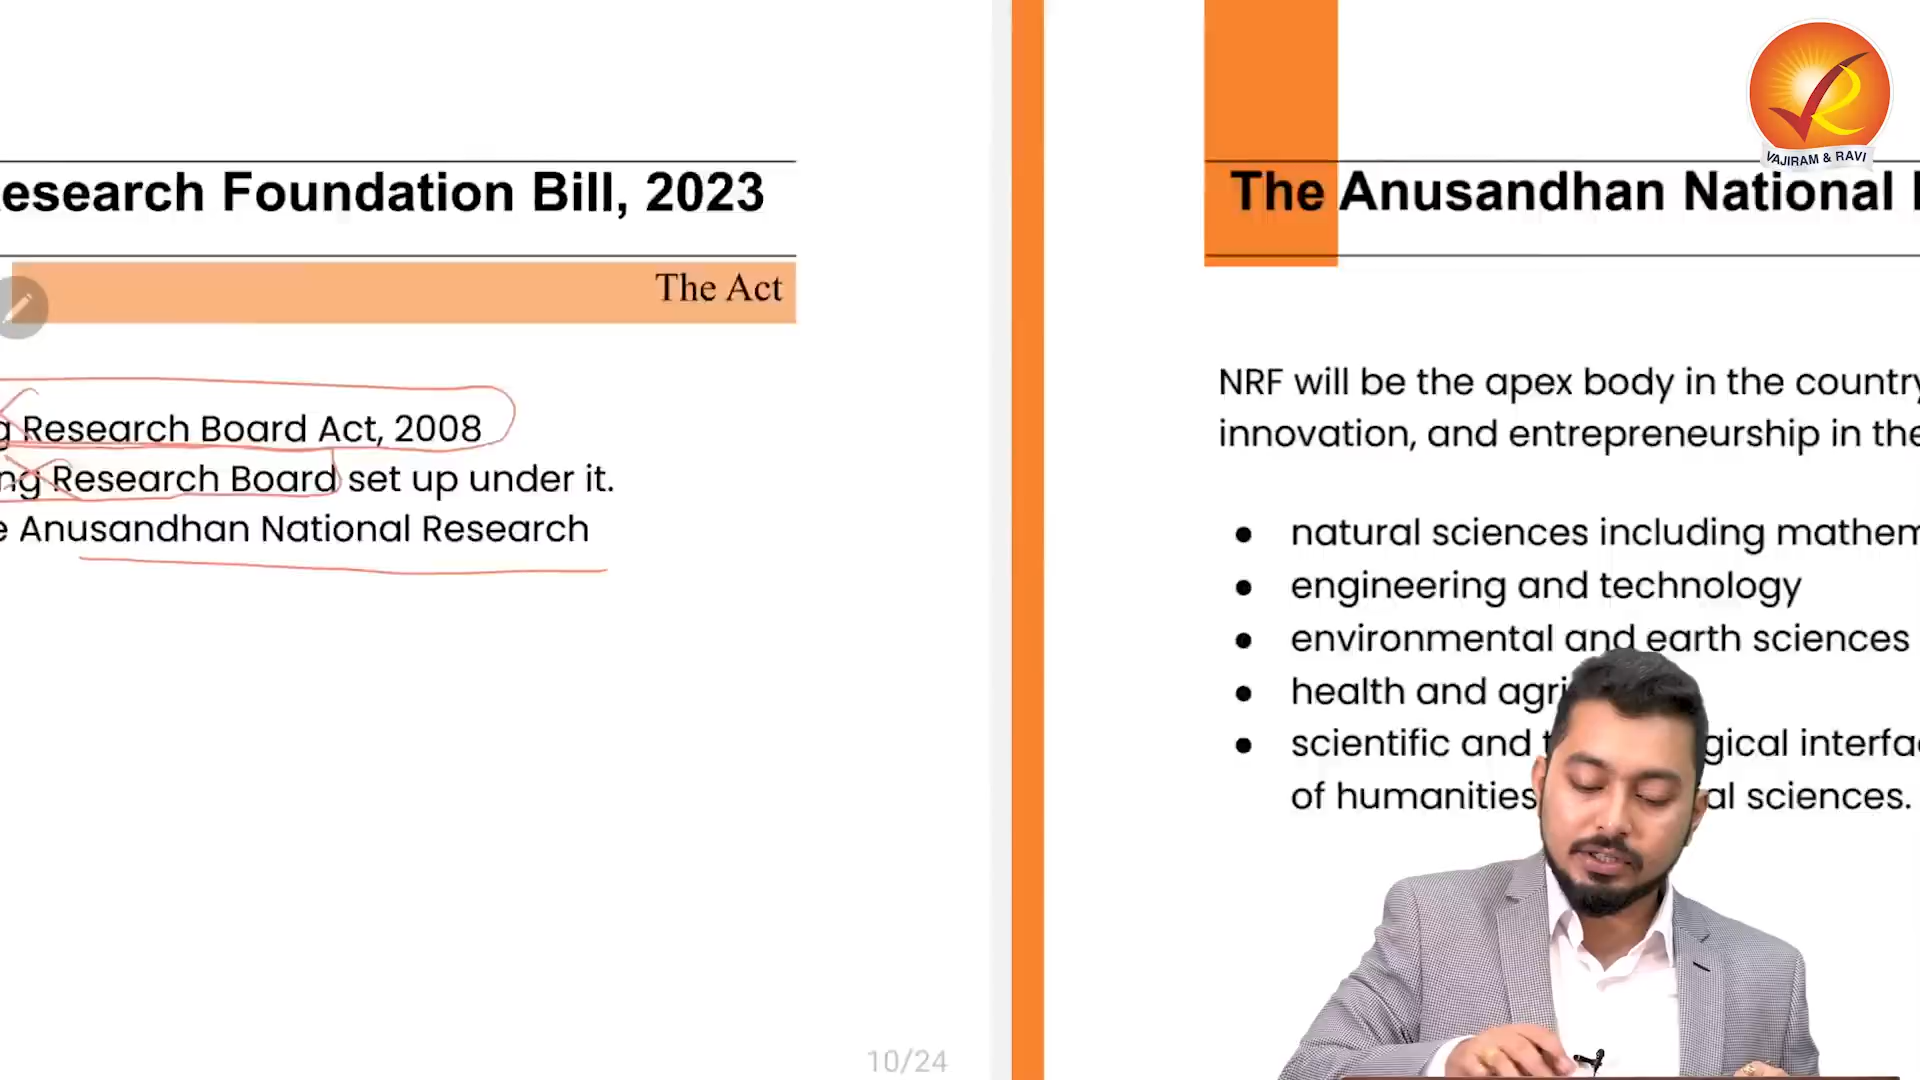 esearch Foundation Bill, 2023
The Act
g Research Board Act, 2008
ng Research Board set up under it.
e Anusandhan National Research
10/24
VAJIRAM & RAVI
The Anusandhan National
NRF will be the apex body in the country
innovation, and entrepreneurship in the
• natural sciences including mathem
• engineering and technology
• environmental and earth sciences
• health and agri
• scientific and t gical interfa
of humanities al sciences.